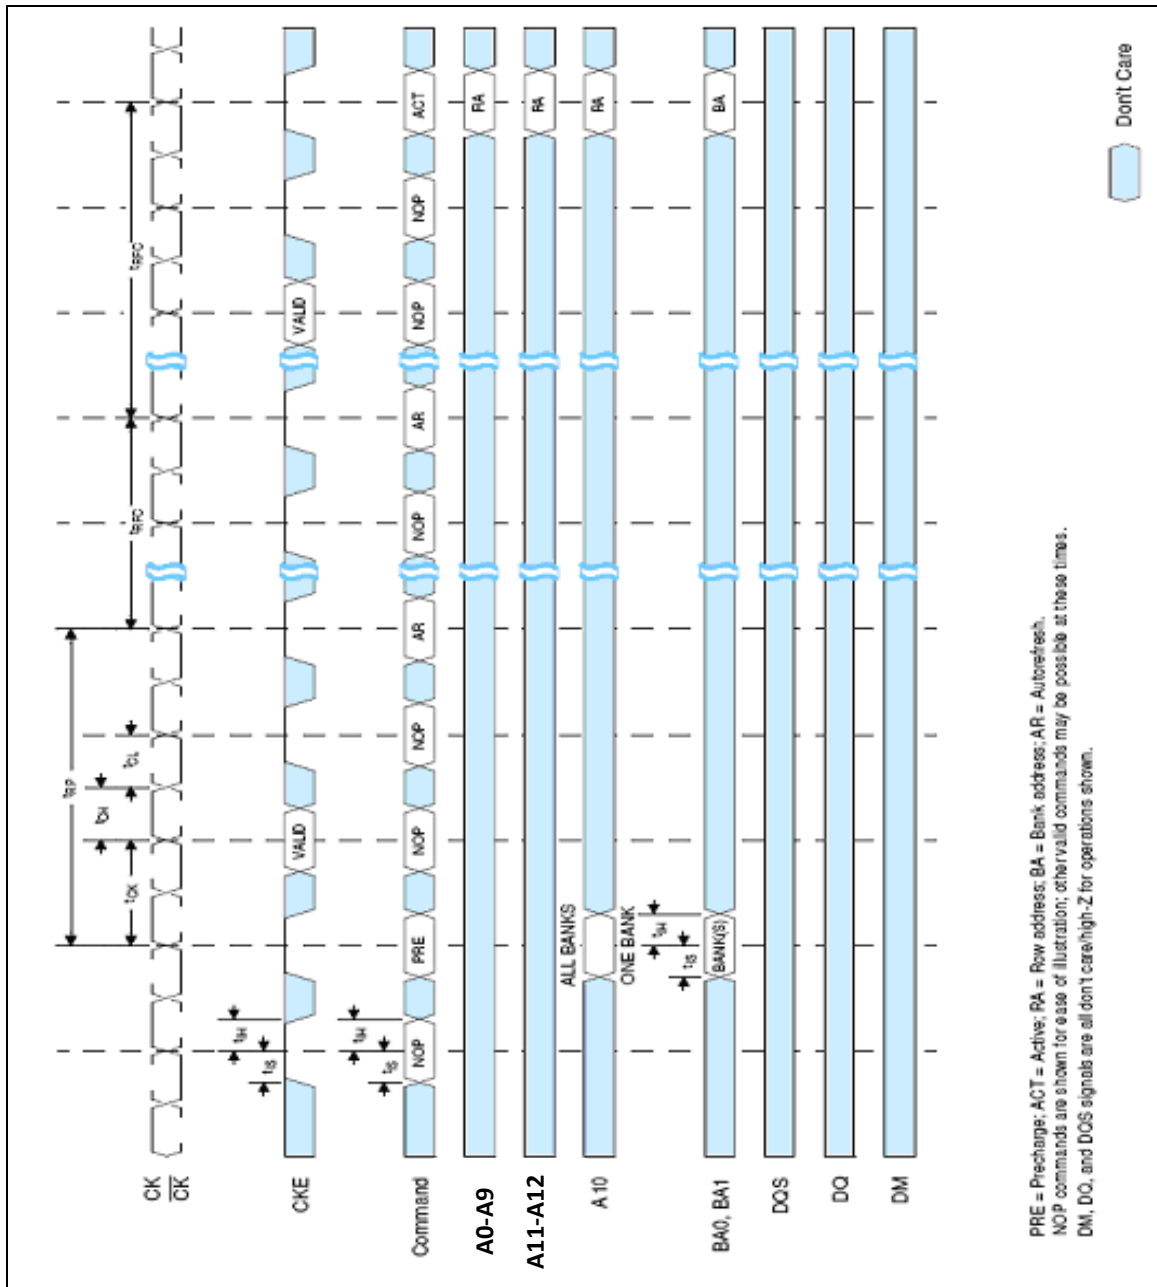 tRP
tCK
tCH
tCL
tRFC
tRFC
CK
CK
CKE
tIS
tIH
VALID
VALID
Command
tIS
tIH
NOP
PRE
NOP
NOP
AR
NOP
AR
NOP
NOP
ACT
A0-A9
RA
A11-A12
RA
ALL BANKS
A10
RA
ONE BANK
tIS
tIH
BA0, BA1
BANK(S)
BA
DQS
DQ
DM
PRE = Precharge; ACT = Active; RA = Row address; BA = Bank address; AR = Autorefresh.
NOP commands are shown for ease of illustration; other valid commands may be possible at these times.
DM, DQ, and DQS signals are all don't care/high-Z for operations shown.
Don't Care